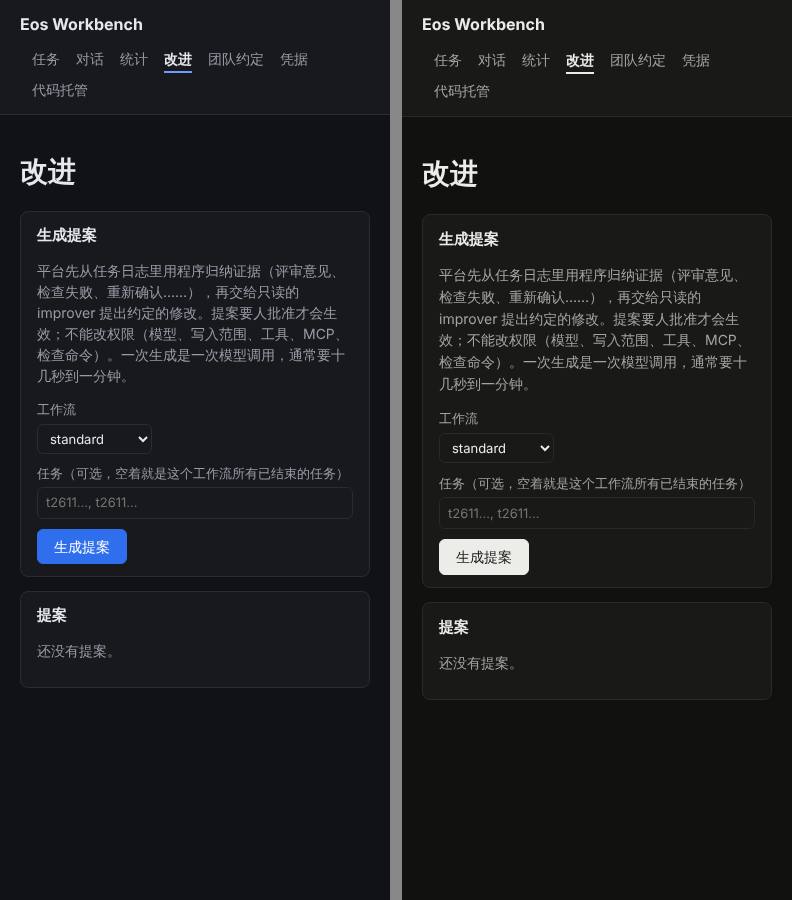 Eos Workbench
任务 对话 统计 改进 团队约定 凭据
代码托管
改进
生成提案
平台先从任务日志里用程序归纳证据（评审意见、
检查失败、重新确认……），再交给只读的
improver 提出约定的修改。提案要人批准才会生
效；不能改权限（模型、写入范围、工具、MCP、
检查命令）。一次生成是一次模型调用，通常要十
几秒到一分钟。
工作流
standard
任务（可选，空着就是这个工作流所有已结束的任务）
t2611…, t2611…
生成提案
提案
还没有提案。
Eos Workbench
任务 对话 统计 改进 团队约定 凭据
代码托管
改进
生成提案
平台先从任务日志里用程序归纳证据（评审意见、
检查失败、重新确认……），再交给只读的
improver 提出约定的修改。提案要人批准才会生
效；不能改权限（模型、写入范围、工具、MCP、
检查命令）。一次生成是一次模型调用，通常要十
几秒到一分钟。
工作流
standard
任务（可选，空着就是这个工作流所有已结束的任务）
t2611…, t2611…
生成提案
提案
还没有提案。